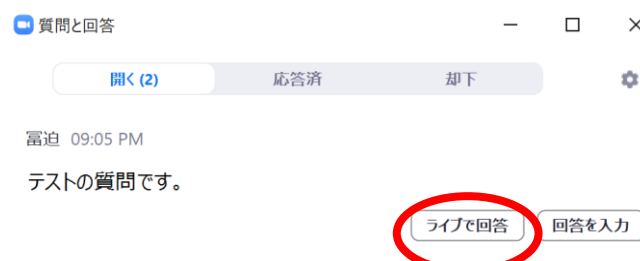 質問と回答
開く(2) 応答済 却下
冨迫 09:05 PM
テストの質問です。
ライブで回答 回答を入力